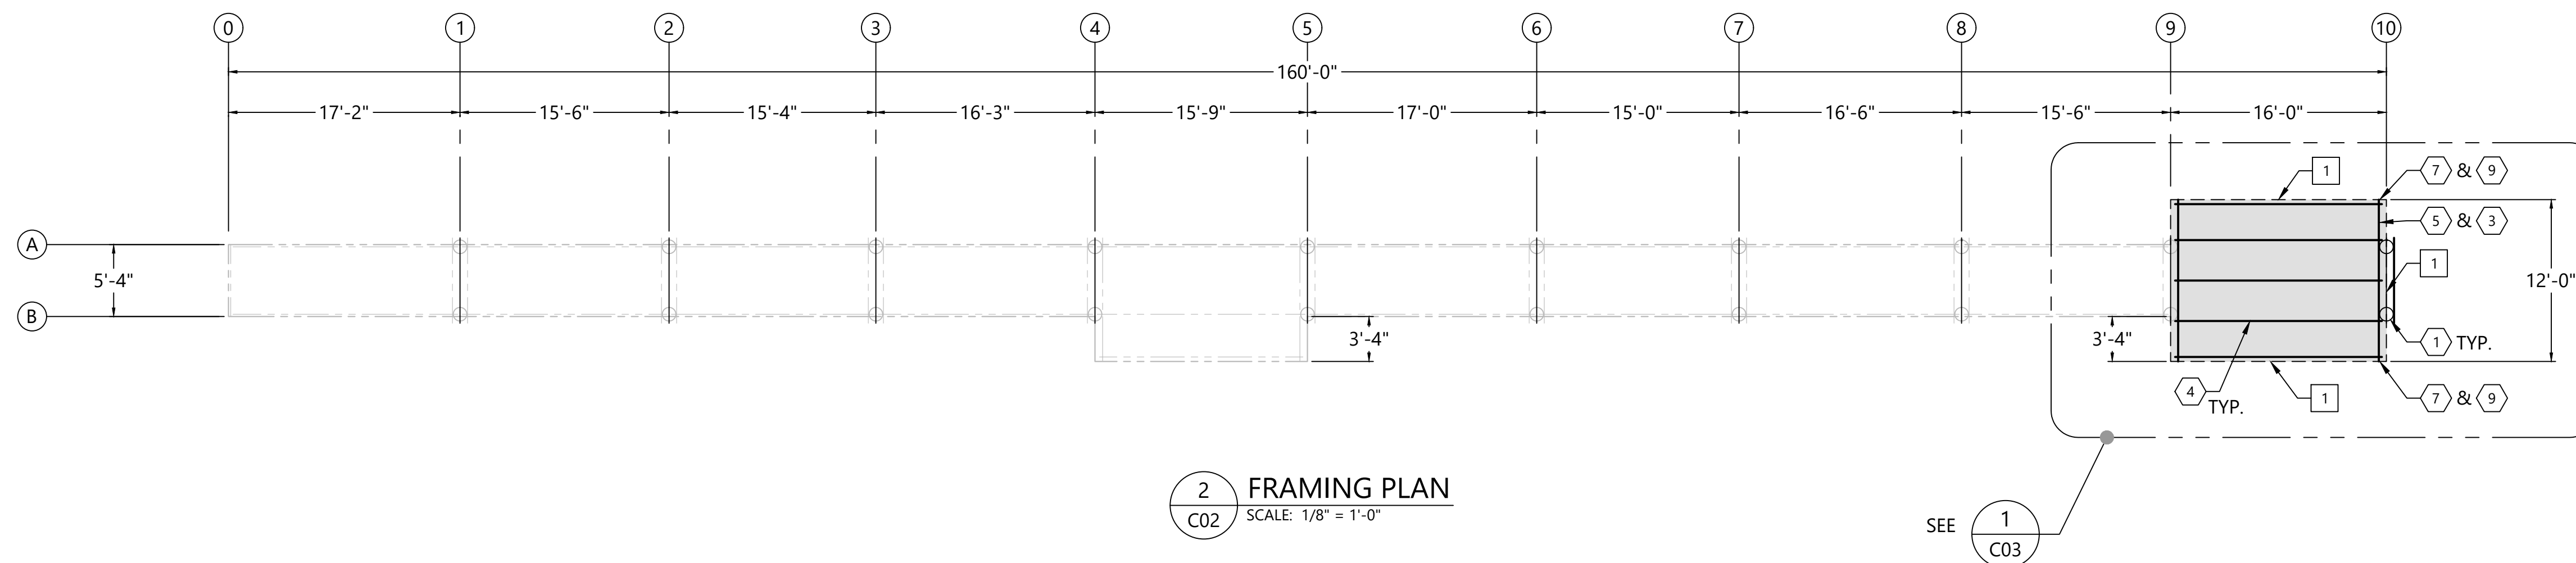 0 1 2 3 4 5 6 7 8 9 10
160'-0"
17'-2" 15'-6" 15'-4" 16'-3" 15'-9" 17'-0" 15'-0" 16'-6" 15'-6" 16'-0"
1 7 & 9
5 & 3
A
1
5'-4" 12'-0"
B
3'-4" 3'-4" 1 TYP.
4 TYP. 1 7 & 9
2 FRAMING PLAN
C02 SCALE: 1/8" = 1'-0"
SEE 1
C03